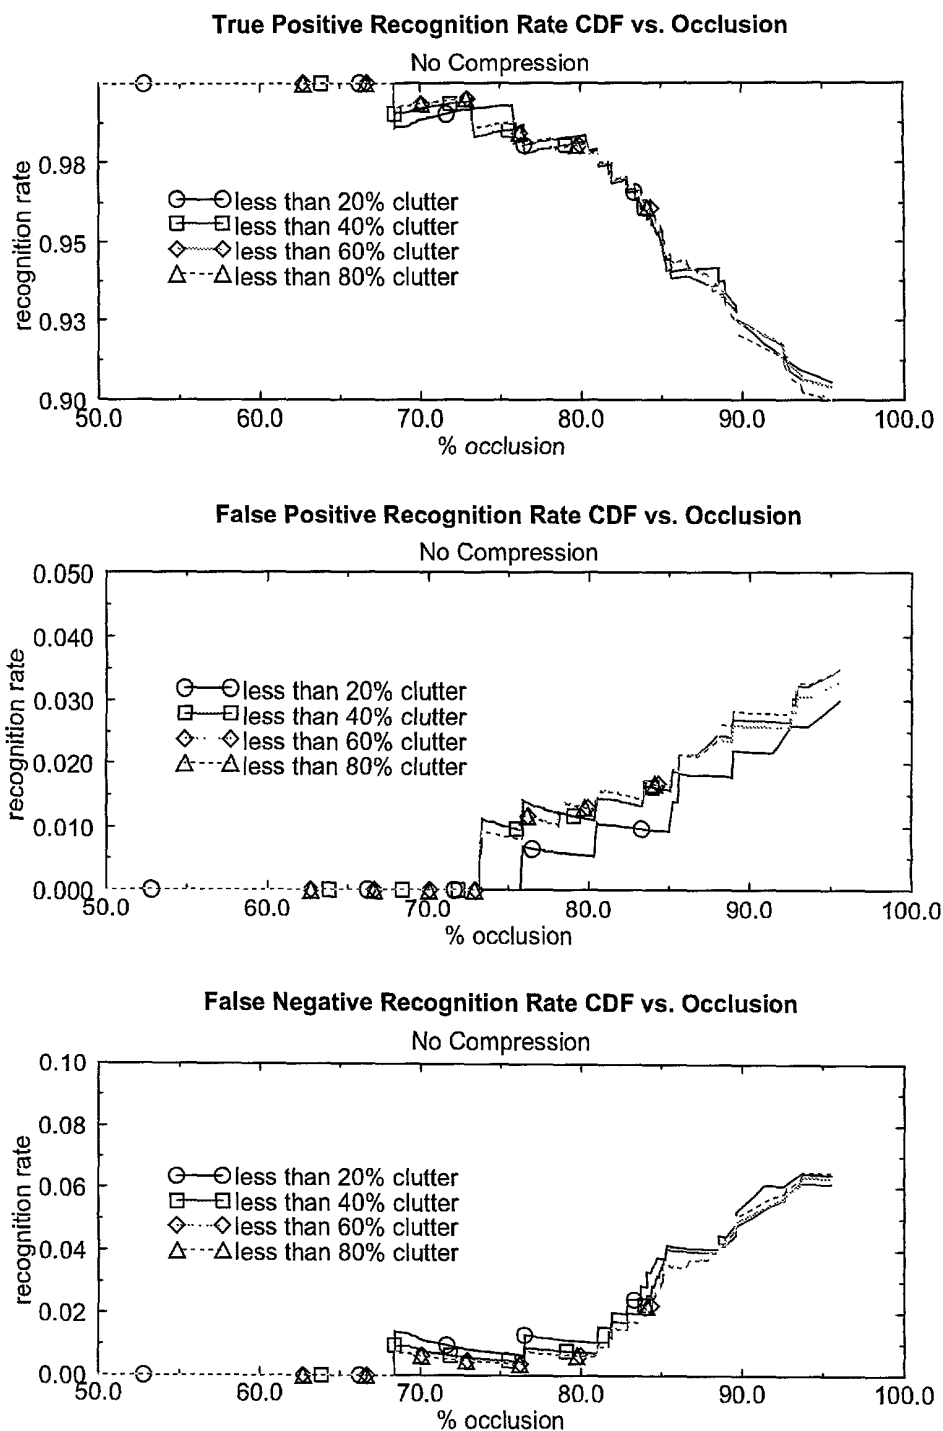 True Positive Recognition Rate CDF vs. Occlusion
No Compression
recognition rate
0.98
0.95
0.93
0.90
less than 20% clutter
less than 40% clutter
less than 60% clutter
less than 80% clutter
50.0 60.0 70.0 80.0 90.0 100.0
% occlusion
False Positive Recognition Rate CDF vs. Occlusion
No Compression
recognition rate
0.050
0.040
0.030
0.020
0.010
0.000
less than 20% clutter
less than 40% clutter
less than 60% clutter
less than 80% clutter
50.0 60.0 70.0 80.0 90.0 100.0
% occlusion
False Negative Recognition Rate CDF vs. Occlusion
No Compression
recognition rate
0.10
0.08
0.06
0.04
0.02
0.00
less than 20% clutter
less than 40% clutter
less than 60% clutter
less than 80% clutter
50.0 60.0 70.0 80.0 90.0 100.0
% occlusion